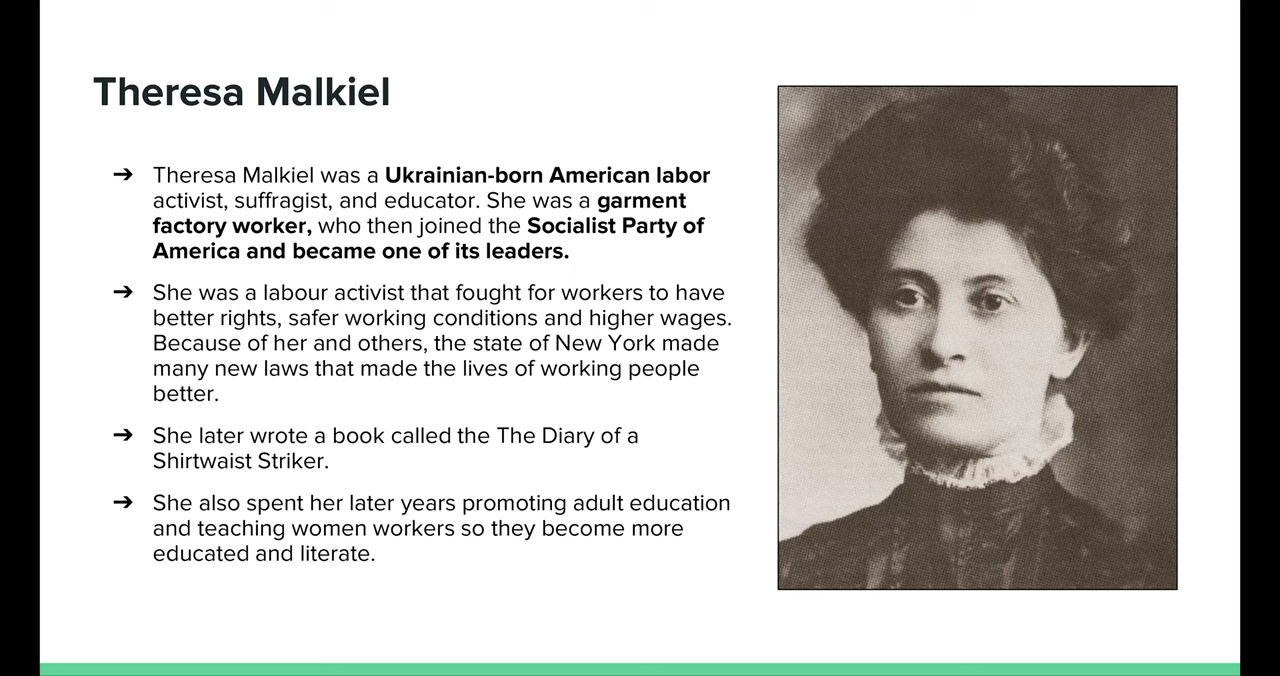 Theresa Malkiel
➔ Theresa Malkiel was a Ukrainian-born American labor
activist, suffragist, and educator. She was a garment
factory worker, who then joined the Socialist Party of
America and became one of its leaders.
➔ She was a labour activist that fought for workers to have
better rights, safer working conditions and higher wages.
Because of her and others, the state of New York made
many new laws that made the lives of working people
better.
➔ She later wrote a book called the The Diary of a
Shirtwaist Striker.
➔ She also spent her later years promoting adult education
and teaching women workers so they become more
educated and literate.